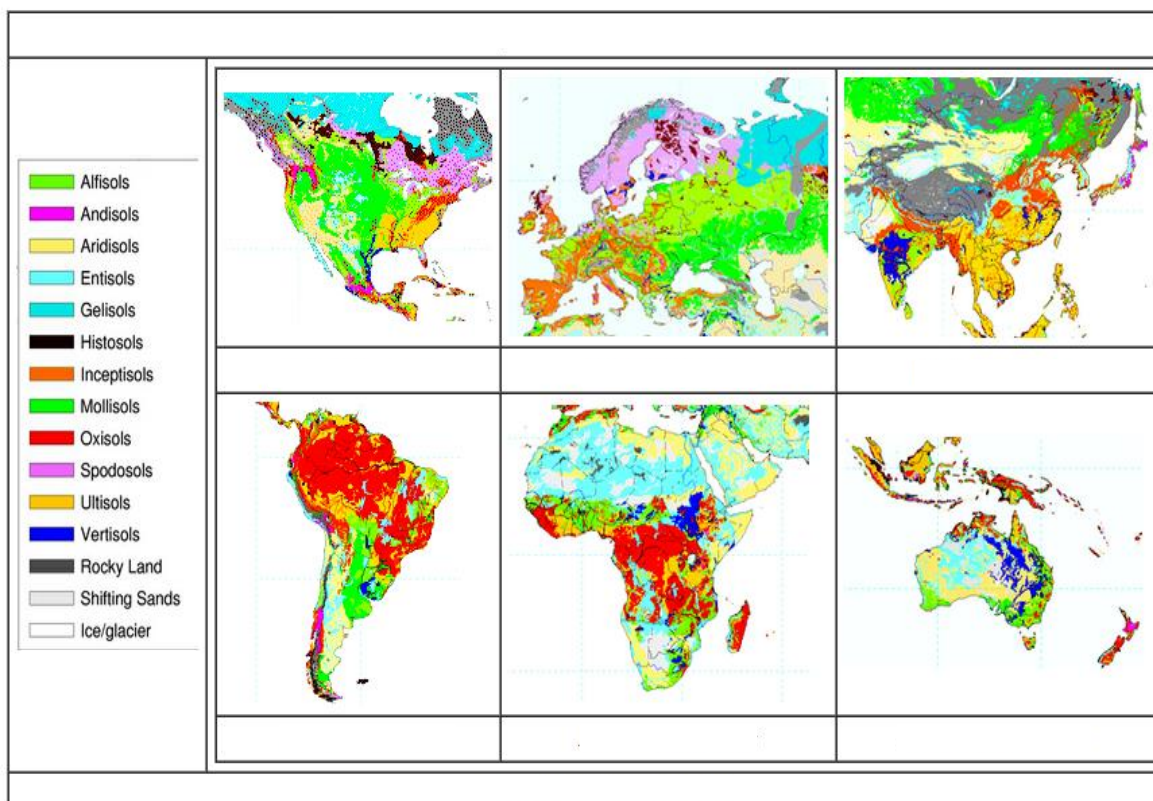 Alfisols
Andisols
Aridisols
Entisols
Gelisols
Histosols
Inceptisols
Mollisols
Oxisols
Spodosols
Ultisols
Vertisols
Rocky Land
Shifting Sands
Ice/glacier